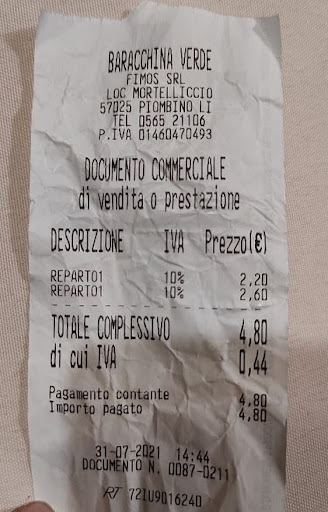 BARACCHINA VERDE
FIMOS SRL
LOC MORTELLICCIO
57025 PIOMBINO LI
TEL 0565 21106
P.IVA 01460470493
DOCUMENTO COMMERCIALE
di vendita o prestazione
DESCRIZIONE IVA Prezzo(€)
REPARTO1 10% 2,20
REPARTO1 10% 2,60
TOTALE COMPLESSIVO 4,80
di cui IVA 0,44
Pagamento contante 4,80
Importo pagato 4,80
31-07-2021 14:44
DOCUMENTO N. 0087-0211
RT 72IU9016240